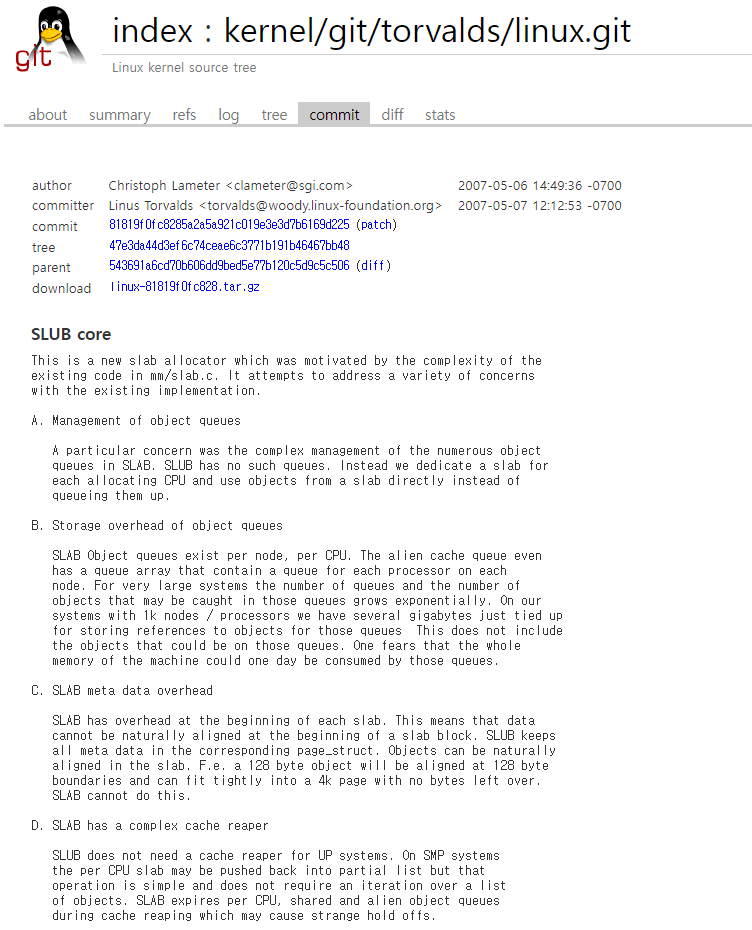 git
index : kernel/git/torvalds/linux.git
Linux kernel source tree
about summary refs log tree commit diff stats
author Christoph Lameter <clameter@sgi.com> 2007-05-06 14:49:36 -0700
committer Linus Torvalds <torvalds@woody.linux-foundation.org> 2007-05-07 12:12:53 -0700
commit 81819f0fc8285a2a5a921c019e3e3d7b6169d225 (patch)
tree 47e3da44d3ef6c74ceae6c3771b191b46467bb48
parent 543691a6cd70b606dd9bed5e77b120c5d9c5c506 (diff)
download linux-81819f0fc828.tar.gz
SLUB core
This is a new slab allocator which was motivated by the complexity of the
existing code in mm/slab.c. It attempts to address a variety of concerns
with the existing implementation.
A. Management of object queues
A particular concern was the complex management of the numerous object
queues in SLAB. SLUB has no such queues. Instead we dedicate a slab for
each allocating CPU and use objects from a slab directly instead of
queueing them up.
B. Storage overhead of object queues
SLAB Object queues exist per node, per CPU. The alien cache queue even
has a queue array that contain a queue for each processor on each
node. For very large systems the number of queues and the number of
objects that may be caught in those queues grows exponentially. On our
systems with 1k nodes / processors we have several gigabytes just tied up
for storing references to objects for those queues  This does not include
the objects that could be on those queues. One fears that the whole
memory of the machine could one day be consumed by those queues.
C. SLAB meta data overhead
SLAB has overhead at the beginning of each slab. This means that data
cannot be naturally aligned at the beginning of a slab block. SLUB keeps
all meta data in the corresponding page_struct. Objects can be naturally
aligned in the slab. F.e. a 128 byte object will be aligned at 128 byte
boundaries and can fit tightly into a 4k page with no bytes left over.
SLAB cannot do this.
D. SLAB has a complex cache reaper
SLUB does not need a cache reaper for UP systems. On SMP systems
the per CPU slab may be pushed back into partial list but that
operation is simple and does not require an iteration over a list
of objects. SLAB expires per CPU, shared and alien object queues
during cache reaping which may cause strange hold offs.